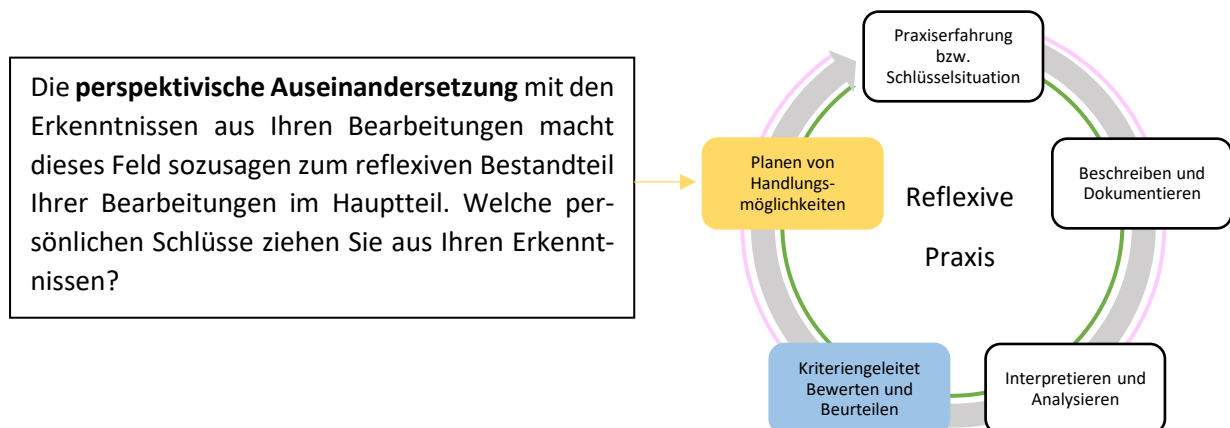 Die perspektivische Auseinandersetzung mit den
Erkenntnissen aus Ihren Bearbeitungen macht
dieses Feld sozusagen zum reflexiven Bestandteil
Ihrer Bearbeitungen im Hauptteil. Welche per-
sönlichen Schlüsse ziehen Sie aus Ihren Erkennt-
nissen?
Praxiserfahrung
bzw.
Schlüsselsituation
Planen von
Handlungs-
möglichkeiten
Reflexive
Praxis
Beschreiben und
Dokumentieren
Kriteriengeleitet
Bewerten und
Beurteilen
Interpretieren und
Analysieren